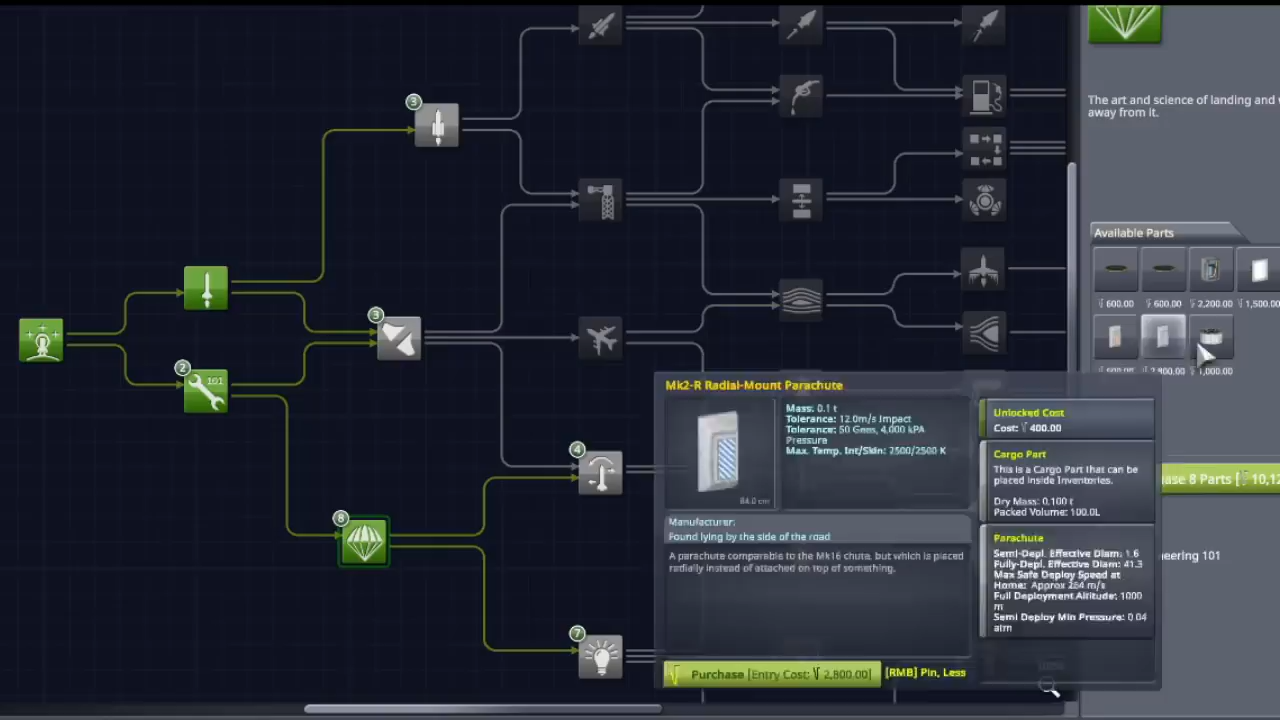 The art and science of landing and
away from it.
3
Available Parts
600.00
600.00
2,200.00
1,500.00
3
2
101
2,800.00
1,000.00
Mk2-R Radial-Mount Parachute
Mass: 0.1 t
Tolerance: 12.0m/s Impact
Tolerance: 50 Gees, 4,000 kPa
Pressure
Max. Temp. Int/Skin: 2500/2500 K
84.0 cm
Unlocked Cost
Cost: 400.00
Cargo Part
This is a Cargo Part that can be
placed inside Inventories.
Dry Mass: 0.100 t
Packed Volume: 100.0L
4
8
Manufacturer:
Found lying by the side of the road
A parachute comparable to the Mk16 chute, but which is placed
radially instead of attached on top of something.
Parachute
Semi-Depl. Effective Diam: 1.6
Fully-Depl. Effective Diam: 41.3
Max Safe Deploy Speed at
Home: Approx 254 m/s
Full Deployment Altitude: 1000
m
Semi Deploy Min Pressure: 0.04
atm
ase 8 Parts [ 10,12
neering 101
7
Purchase [Entry Cost: 2,800.00]
[RMB] Pin, Less